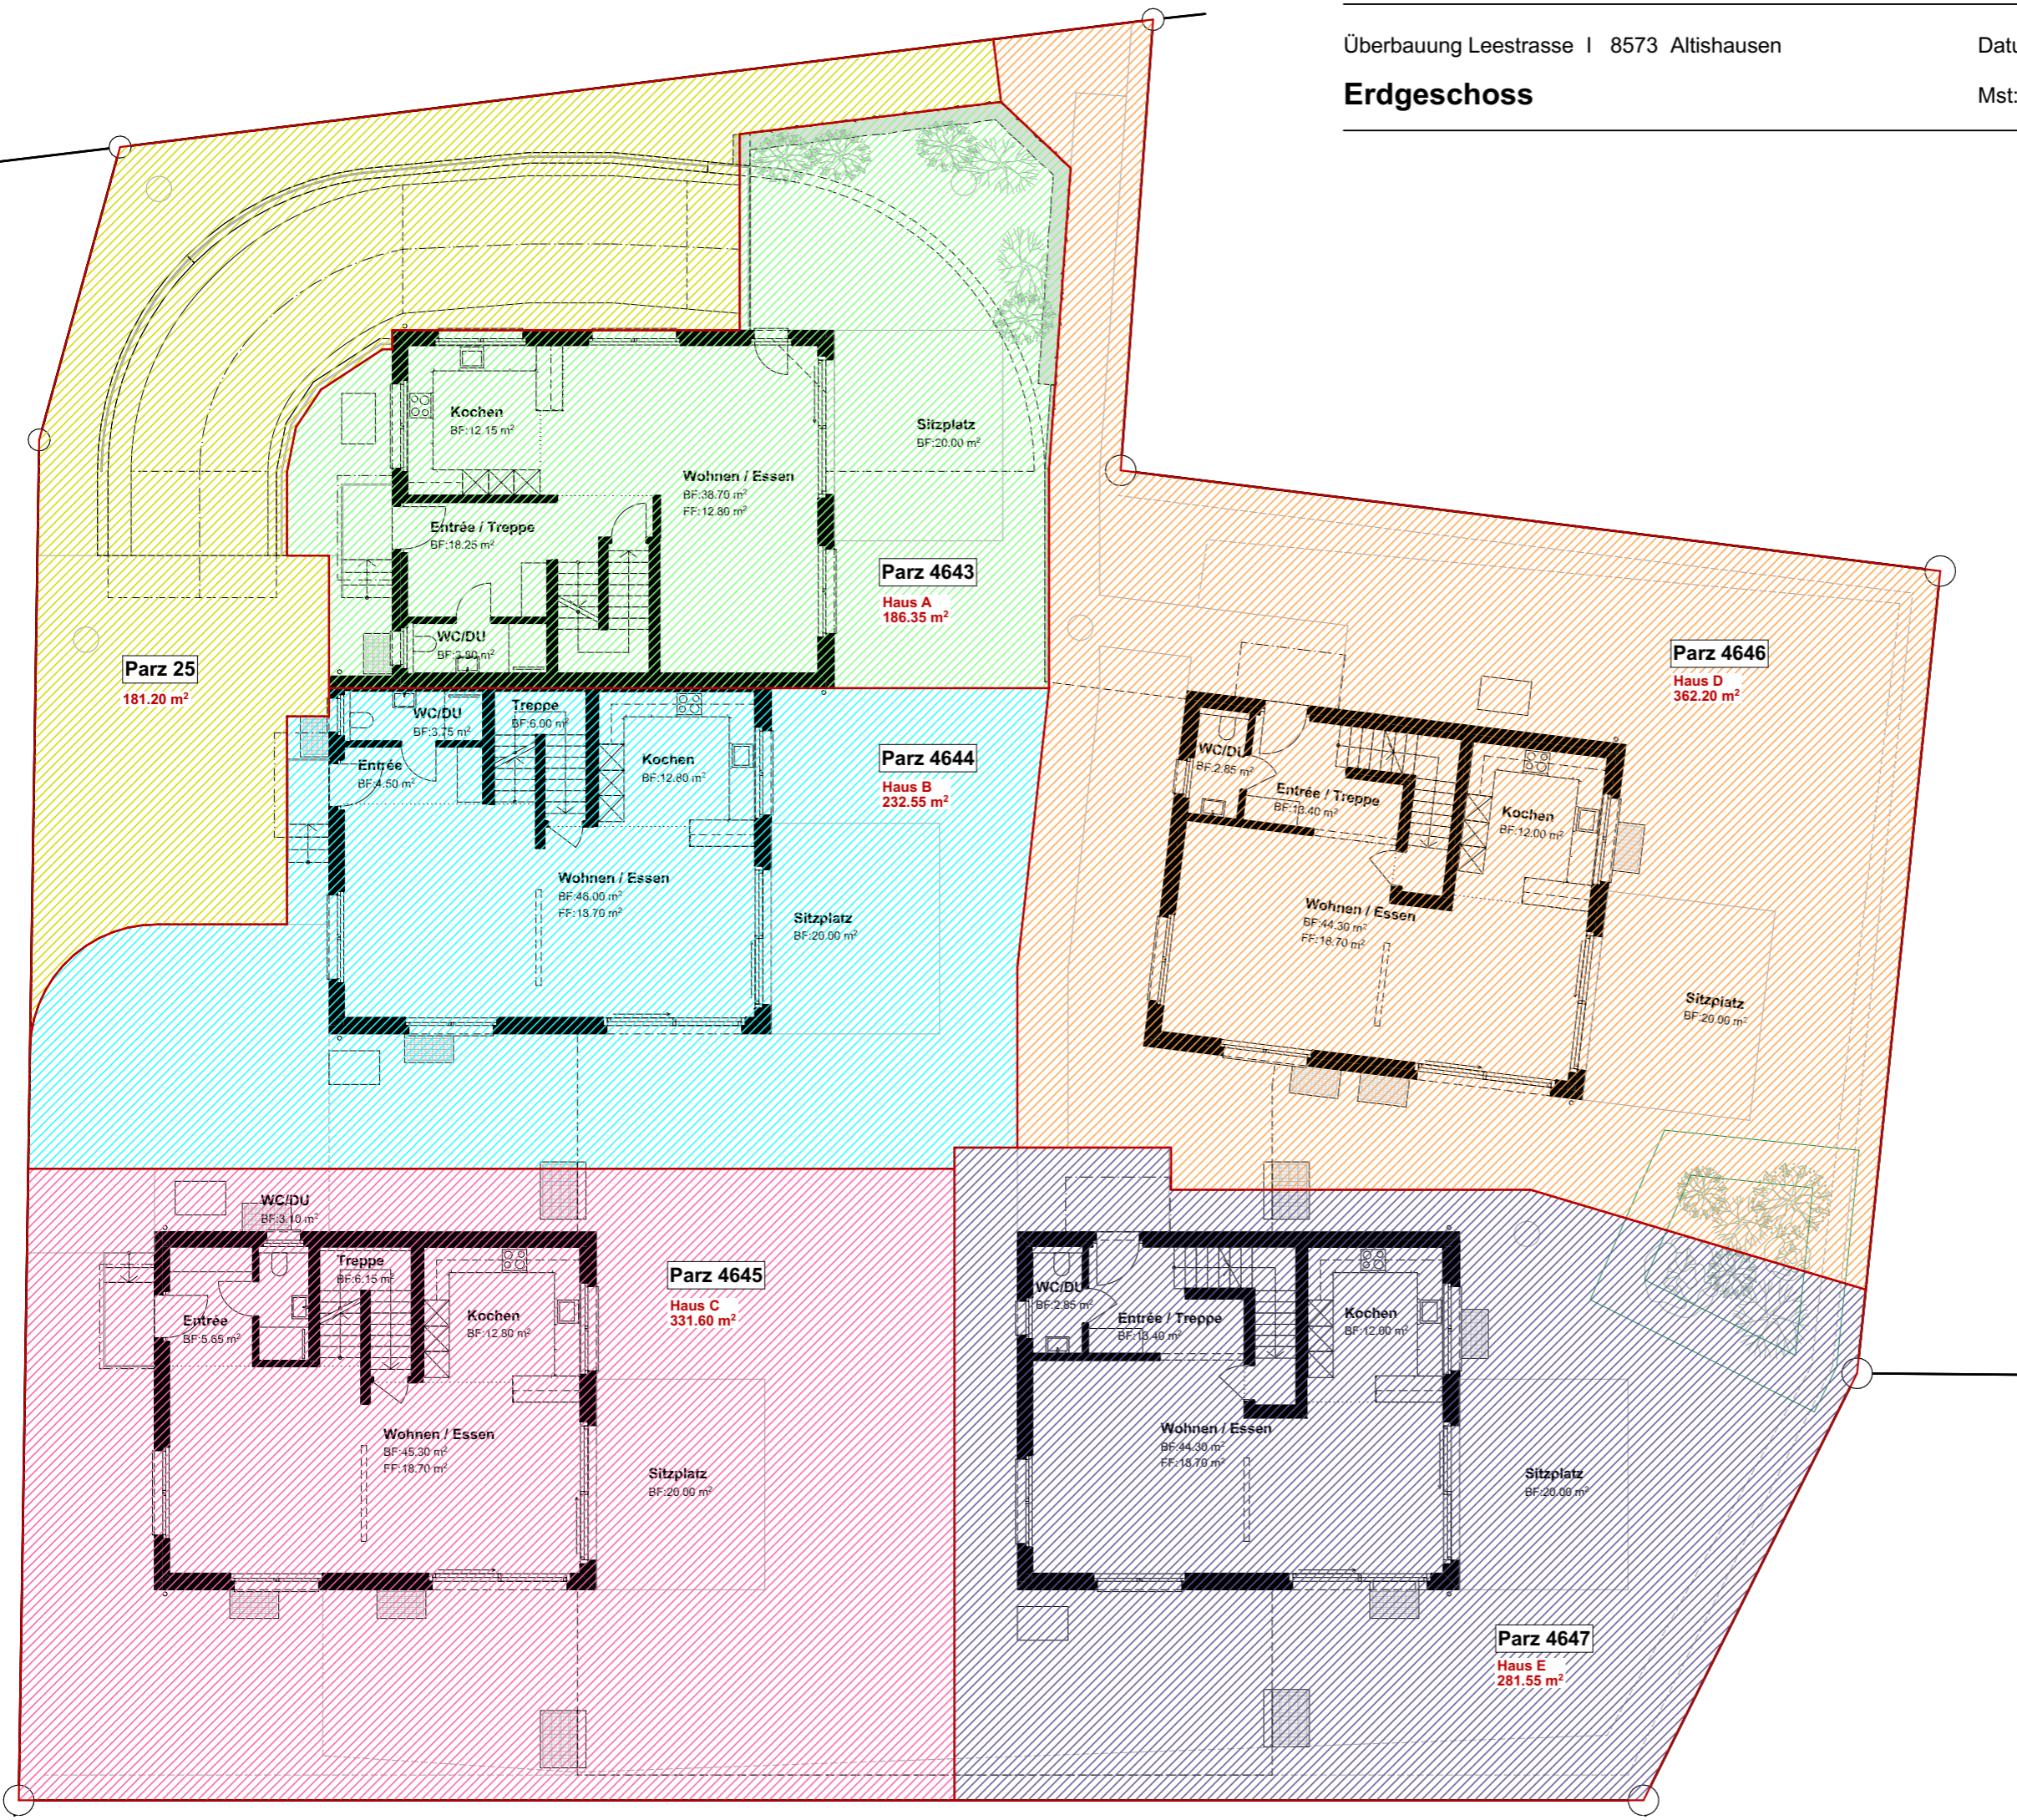 Überbauung Leestrasse I 8573 Altishausen
Erdgeschoss
Mst:
Kochen
BF:12.15 m²
Sitzplatz
BF:20.00 m²
Wohnen / Essen
BF:38.70 m²
FF:12.80 m²
Entrée / Treppe
BF:18.25 m²
WC/DU
Parz 4643
Haus A
186.35 m²
Parz 25
181.20 m²
WC/DU
BF:3.75 m²
Treppe
BF:6.00 m²
Entrée
BF:4.50 m²
Kochen
BF:12.80 m²
Parz 4644
Haus B
232.55 m²
Wohnen / Essen
BF:46.00 m²
FF:18.70 m²
Sitzplatz
BF:20.00 m²
Parz 4646
Haus D
362.20 m²
WC/DU
BF:2.85 m²
Entrée / Treppe
BF:13.40 m²
Kochen
BF:12.00 m²
Wohnen / Essen
BF:44.30 m²
FF:18.70 m²
Sitzplatz
BF:20.00 m²
WC/DU
BF:3.10 m²
Treppe
BF:6.15 m²
Entrée
BF:5.65 m²
Kochen
BF:12.80 m²
Parz 4645
Haus C
331.60 m²
Wohnen / Essen
BF:45.30 m²
FF:18.70 m²
Sitzplatz
BF:20.00 m²
WC/DU
BF:2.85 m²
Entrée / Treppe
BF:13.40 m²
Kochen
BF:12.00 m²
Wohnen / Essen
BF:44.30 m²
FF:18.70 m²
Sitzplatz
BF:20.00 m²
Parz 4647
Haus E
281.55 m²